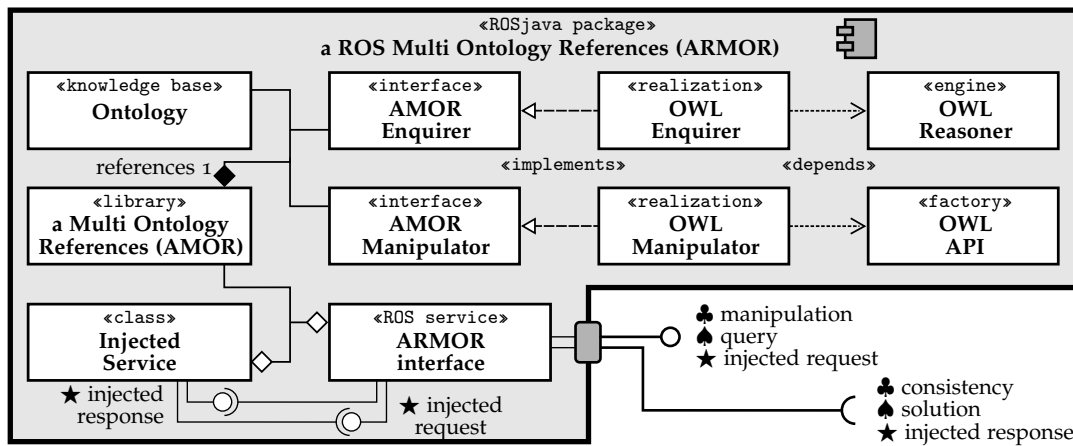 «ROSjava package»
a ROS Multi Ontology References (ARMOR)
«knowledge base»
Ontology
«interface»
AMOR
Enquirer
«realization»
OWL
Enquirer
«engine»
OWL
Reasoner
references 1
«implements»
«depends»
«library»
a Multi Ontology
References (AMOR)
«interface»
AMOR
Manipulator
«realization»
OWL
Manipulator
«factory»
OWL
API
«class»
Injected
Service
«ROS service»
ARMOR
interface
♣ manipulation
♠ query
★ injected request
★ injected
response
★ injected
request
♣ consistency
♠ solution
★ injected response